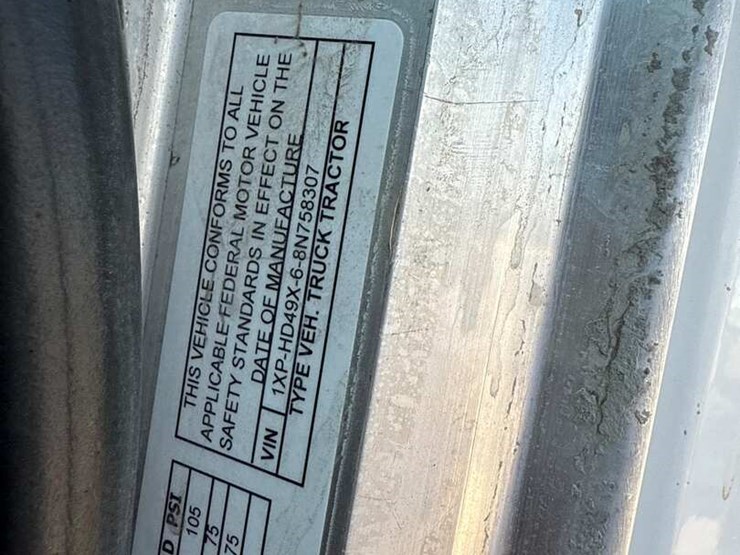 THIS VEHICLE CONFORMS TO ALL
APPLICABLE FEDERAL MOTOR VEHICLE
SAFETY STANDARDS IN EFFECT ON THE
DATE OF MANUFACTURE
VIN 1XP-HD49X-6-8N758307
TYPE VEH. TRUCK TRACTOR
D PSI
105
75
75